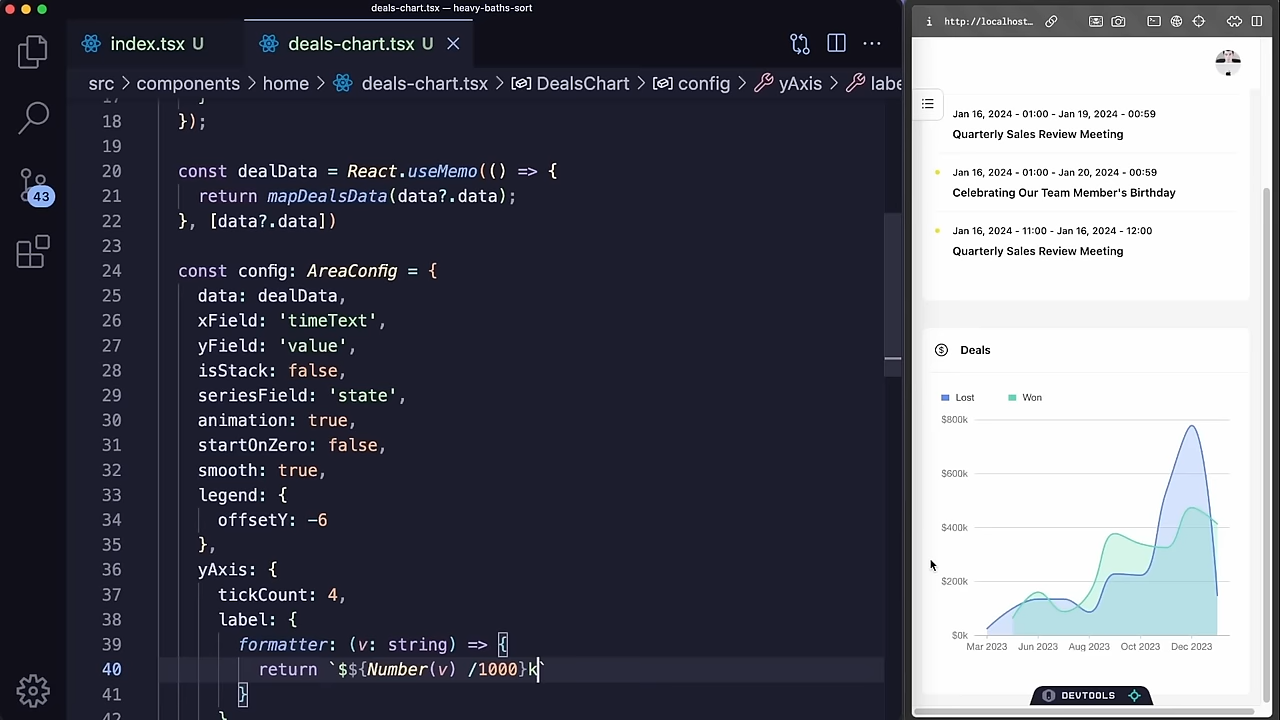 deals-chart.tsx — heavy-baths-sort
index.tsx U
deals-chart.tsx U
src > components > home > deals-chart.tsx > DealsChart > config > yAxis > labe
18 });
19
20 const dealData = React.useMemo(() => {
21 return mapDealsData(data?.data);
22 }, [data?.data])
23
24 const config: AreaConfig = {
25 data: dealData,
26 xField: 'timeText',
27 yField: 'value',
28 isStack: false,
29 seriesField: 'state',
30 animation: true,
31 startOnZero: false,
32 smooth: true,
33 legend: {
34 offsetY: -6
35 },
36 yAxis: {
37 tickCount: 4,
38 label: {
39 formatter: (v: string) => {
40 return `$${Number(v) /1000}k`
41 }
43
http://localhost…
Jan 16, 2024 - 01:00 - Jan 19, 2024 - 00:59
Quarterly Sales Review Meeting
Jan 16, 2024 - 01:00 - Jan 20, 2024 - 00:59
Celebrating Our Team Member's Birthday
Jan 16, 2024 - 11:00 - Jan 16, 2024 - 12:00
Quarterly Sales Review Meeting
Deals
Lost Won
$800k
$600k
$400k
$200k
$0k
Mar 2023 Jun 2023 Aug 2023 Oct 2023 Dec 2023
DEVTOOLS